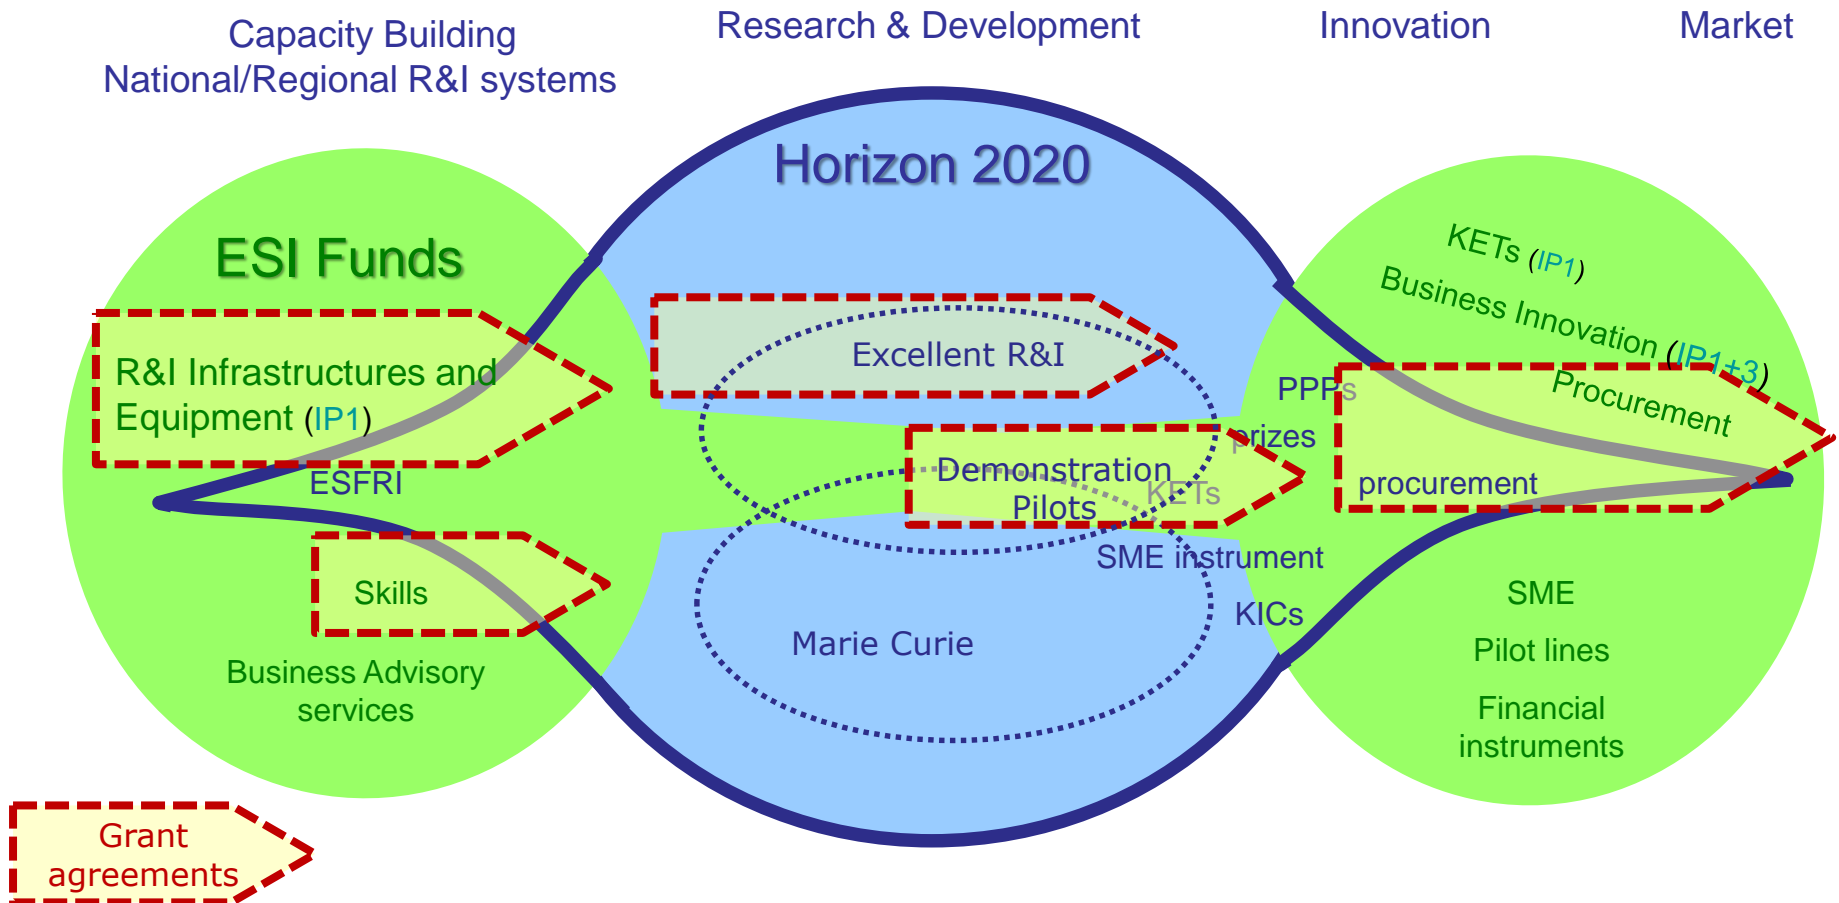 Capacity Building
National/Regional R&I systems
Research & Development
Innovation
Market
Horizon 2020
ESI Funds
R&I Infrastructures and
Equipment (IP1)
ESFRI
Skills
Business Advisory
services
Excellent R&I
Demonstration
Pilots
Marie Curie
PPPs
prizes
KETs
SME instrument
KICs
KETs (IP1)
Business Innovation (IP1+3)
Procurement
procurement
SME
Pilot lines
Financial
instruments
Grant
agreements